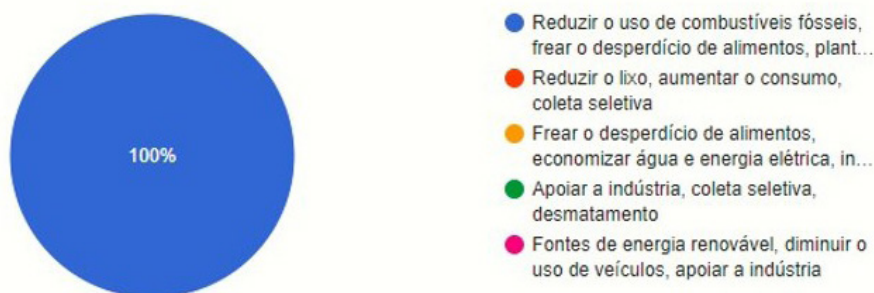 100%
Reduzir o uso de combustíveis fósseis,
frear o desperdício de alimentos, plant...
Reduzir o lixo, aumentar o consumo,
coleta seletiva
Frear o desperdício de alimentos,
economizar água e energia elétrica, in...
Apoiar a indústria, coleta seletiva,
desmatamento
Fontes de energia renovável, diminuir o
uso de veículos, apoiar a indústria